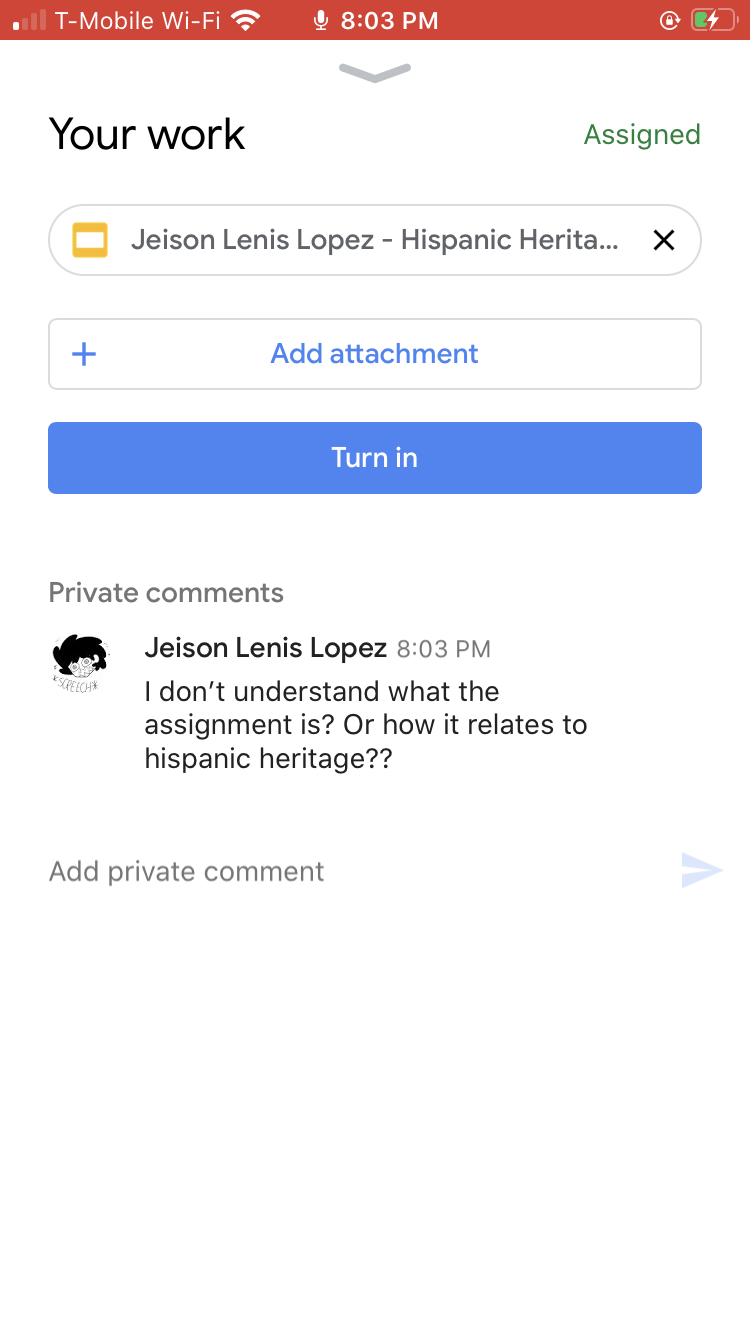 T-Mobile Wi-Fi 8:03 PM
Your work
Assigned
Jeison Lenis Lopez - Hispanic Herita...
+ Add attachment
Turn in
Private comments
Jeison Lenis Lopez 8:03 PM
*SCREECH*
I don’t understand what the
assignment is? Or how it relates to
hispanic heritage??
Add private comment